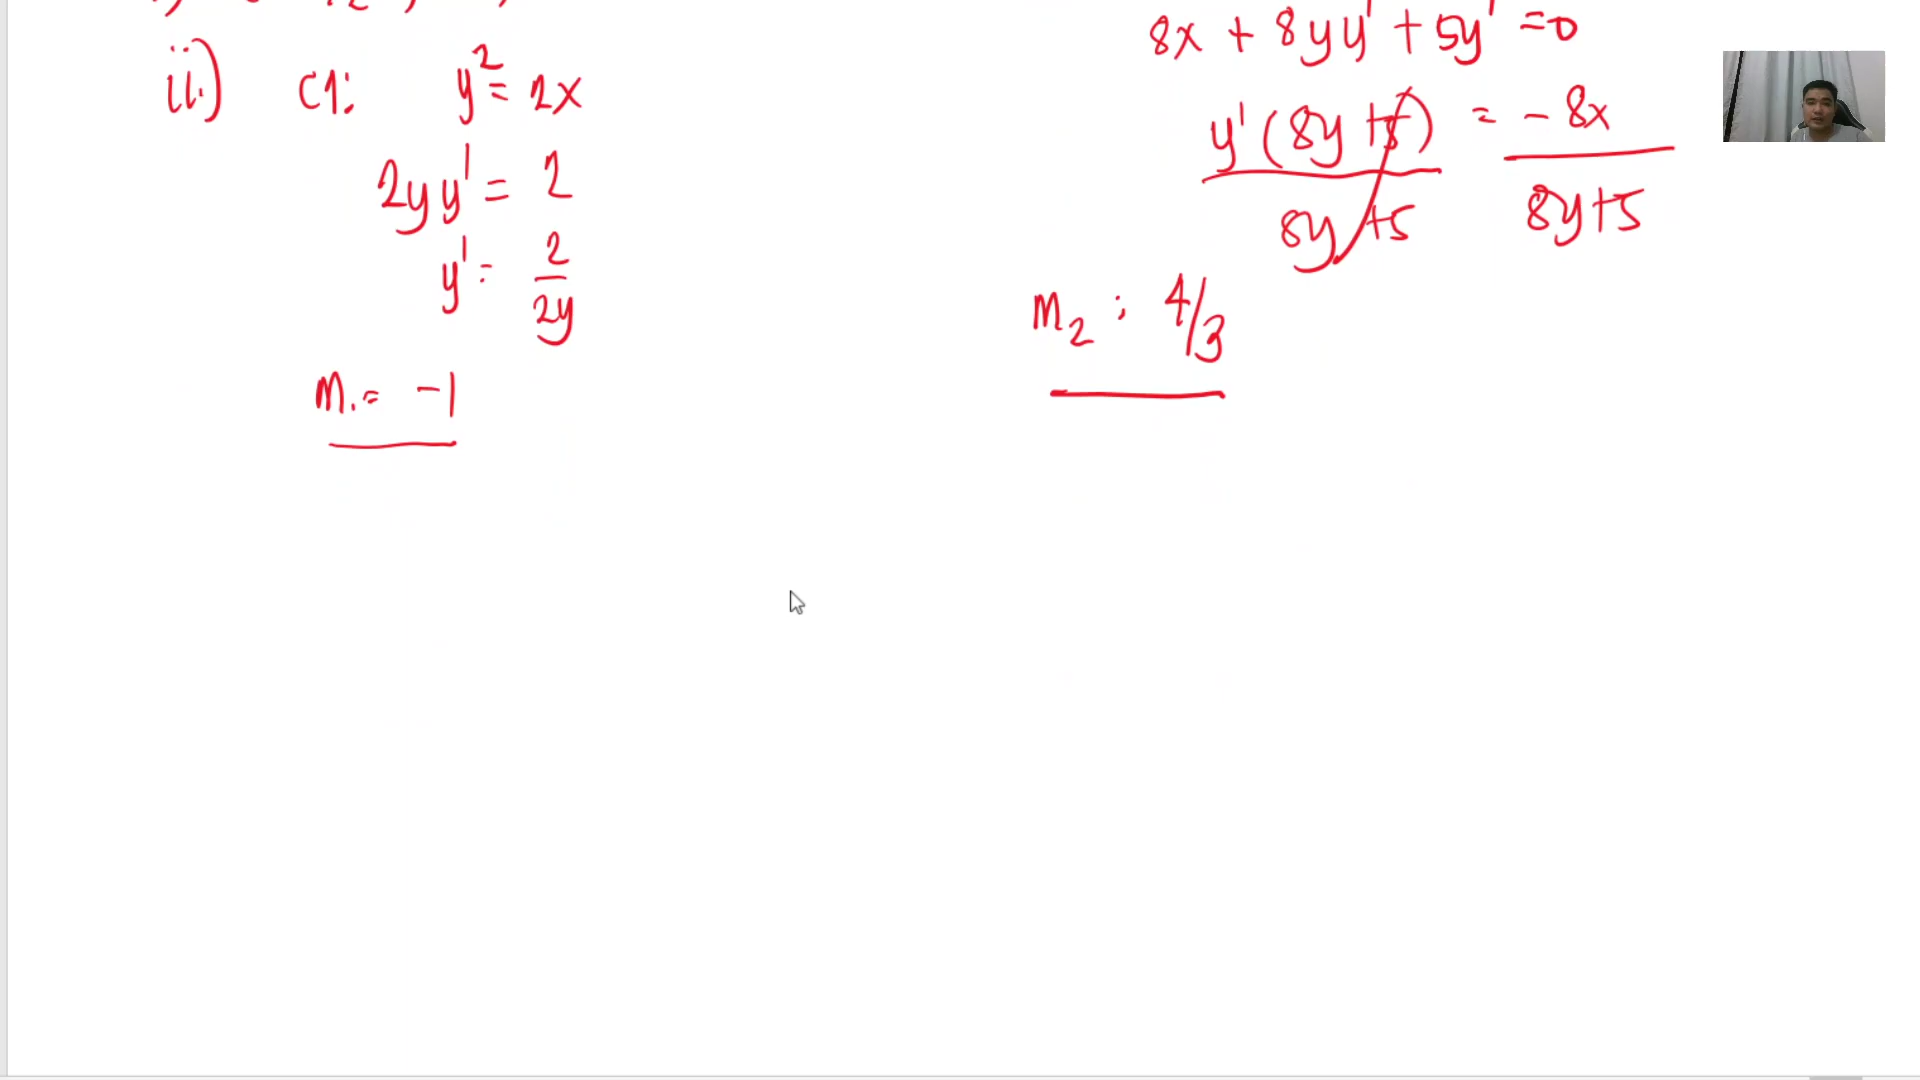 ii.) C1: y² = 2x
2yy' = 2
y' = 2/2y
m₁ = -1
8x + 8yy' + 5y' = 0
y'(8y+5)/8y+5 = -8x/8y+5
m₂ : 4/3